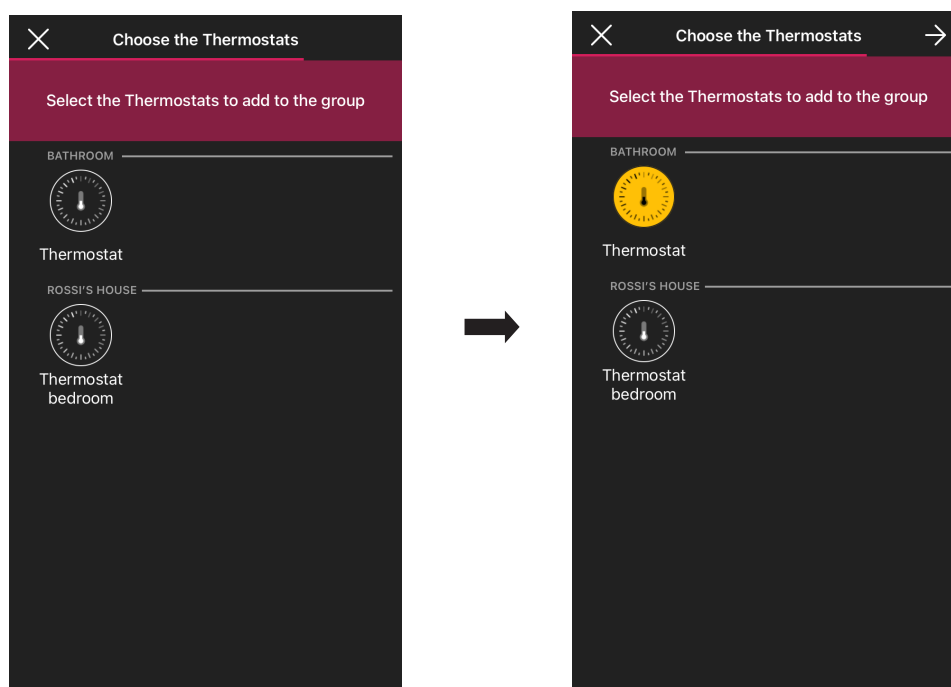 Choose the Thermostats
Select the Thermostats to add to the group
BATHROOM
Thermostat
ROSSI'S HOUSE
Thermostat
bedroom
Choose the Thermostats
Select the Thermostats to add to the group
BATHROOM
Thermostat
ROSSI'S HOUSE
Thermostat
bedroom